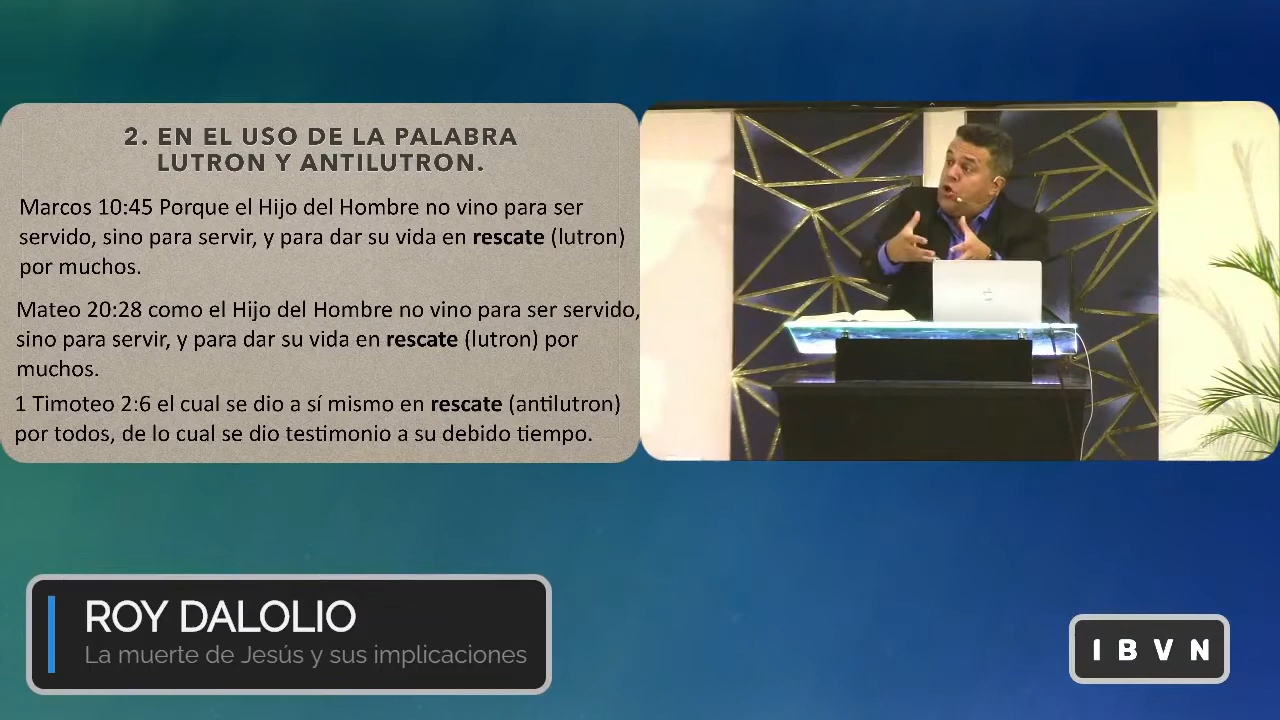 2. EN EL USO DE LA PALABRA
LUTRON Y ANTILUTRON.
Marcos 10:45 Porque el Hijo del Hombre no vino para ser
servido, sino para servir, y para dar su vida en rescate (lutron)
por muchos.
Mateo 20:28 como el Hijo del Hombre no vino para ser servido,
sino para servir, y para dar su vida en rescate (lutron) por
muchos.
1 Timoteo 2:6 el cual se dio a sí mismo en rescate (antilutron)
por todos, de lo cual se dio testimonio a su debido tiempo.
ROY DALOLIO
La muerte de Jesús y sus implicaciones
IBVN